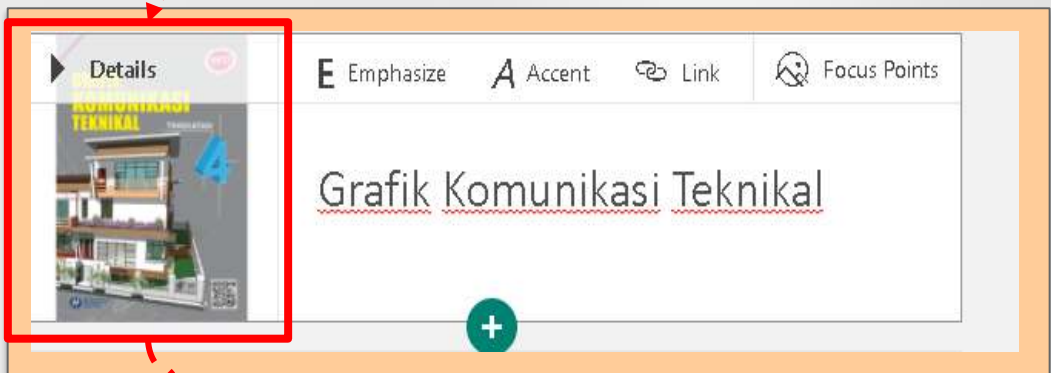 Details
E Emphasize A Accent Link Focus Points
KOMUNIKASI
TEKNIKAL
4
Grafik Komunikasi Teknikal
+